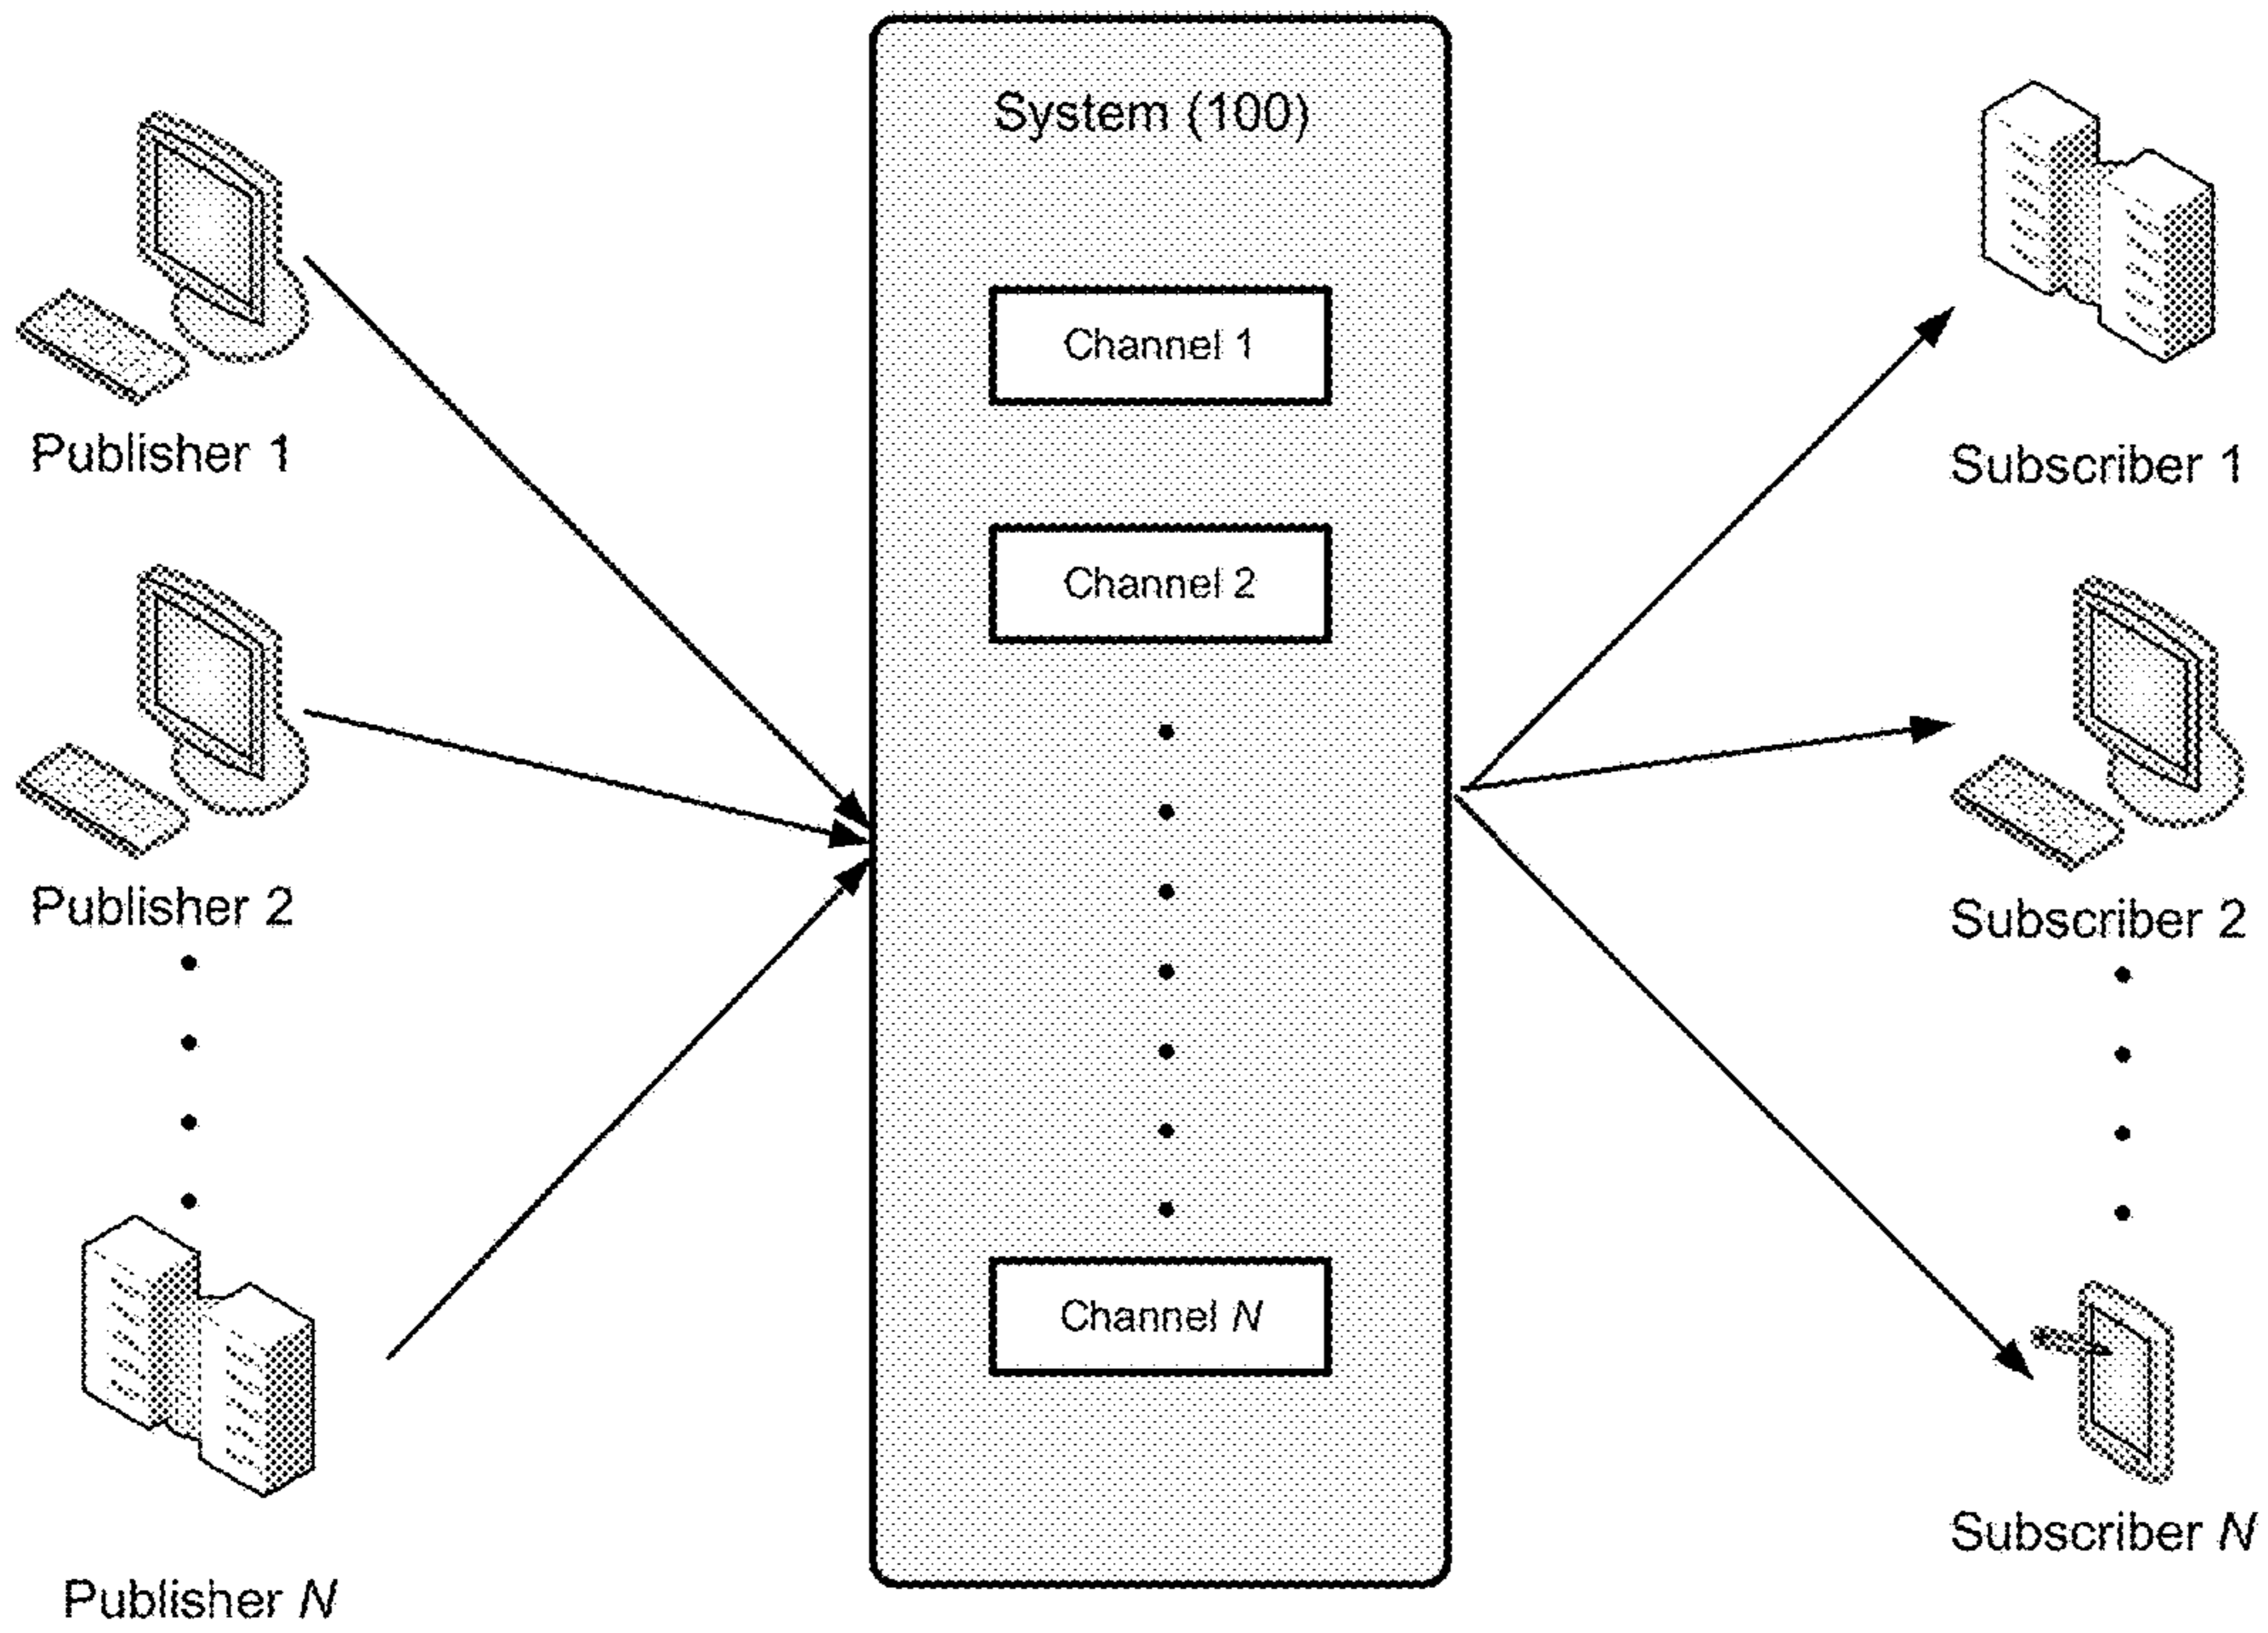 System (100)
Channel 1
Channel 2
Channel N
Publisher 1
Publisher 2
Publisher N
Subscriber 1
Subscriber 2
Subscriber N